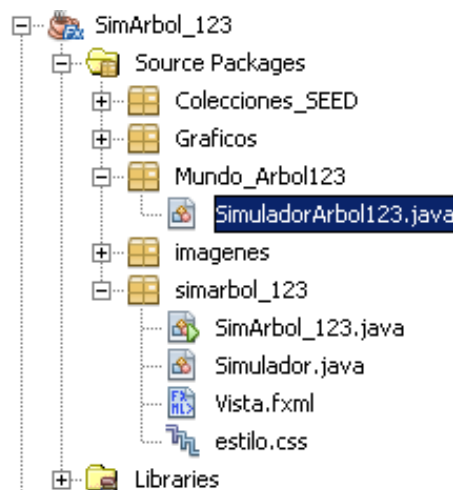 SimArbol_123
Source Packages
Colecciones_SEED
Graficos
Mundo_Arbol123
SimuladorArbol123.java
imagenes
simarbol_123
SimArbol_123.java
Simulador.java
Vista.fxml
estilo.css
Libraries